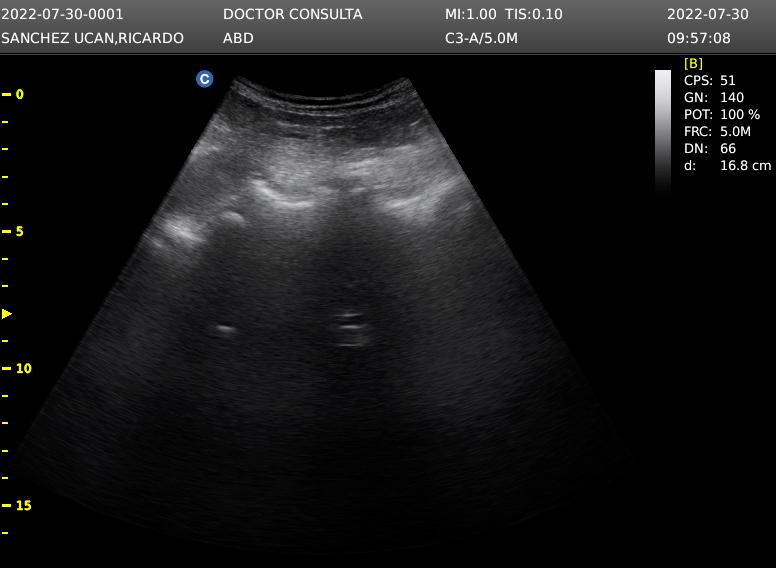 2022-07-30-0001 DOCTOR CONSULTA MI:1.00 TIS:0.10 2022-07-30
SANCHEZ UCAN,RICARDO ABD C3-A/5.0M 09:57:08
[B]
CPS: 51
GN: 140
POT: 100 %
FRC: 5.0M
DN: 66
d: 16.8 cm
C
0
5
10
15